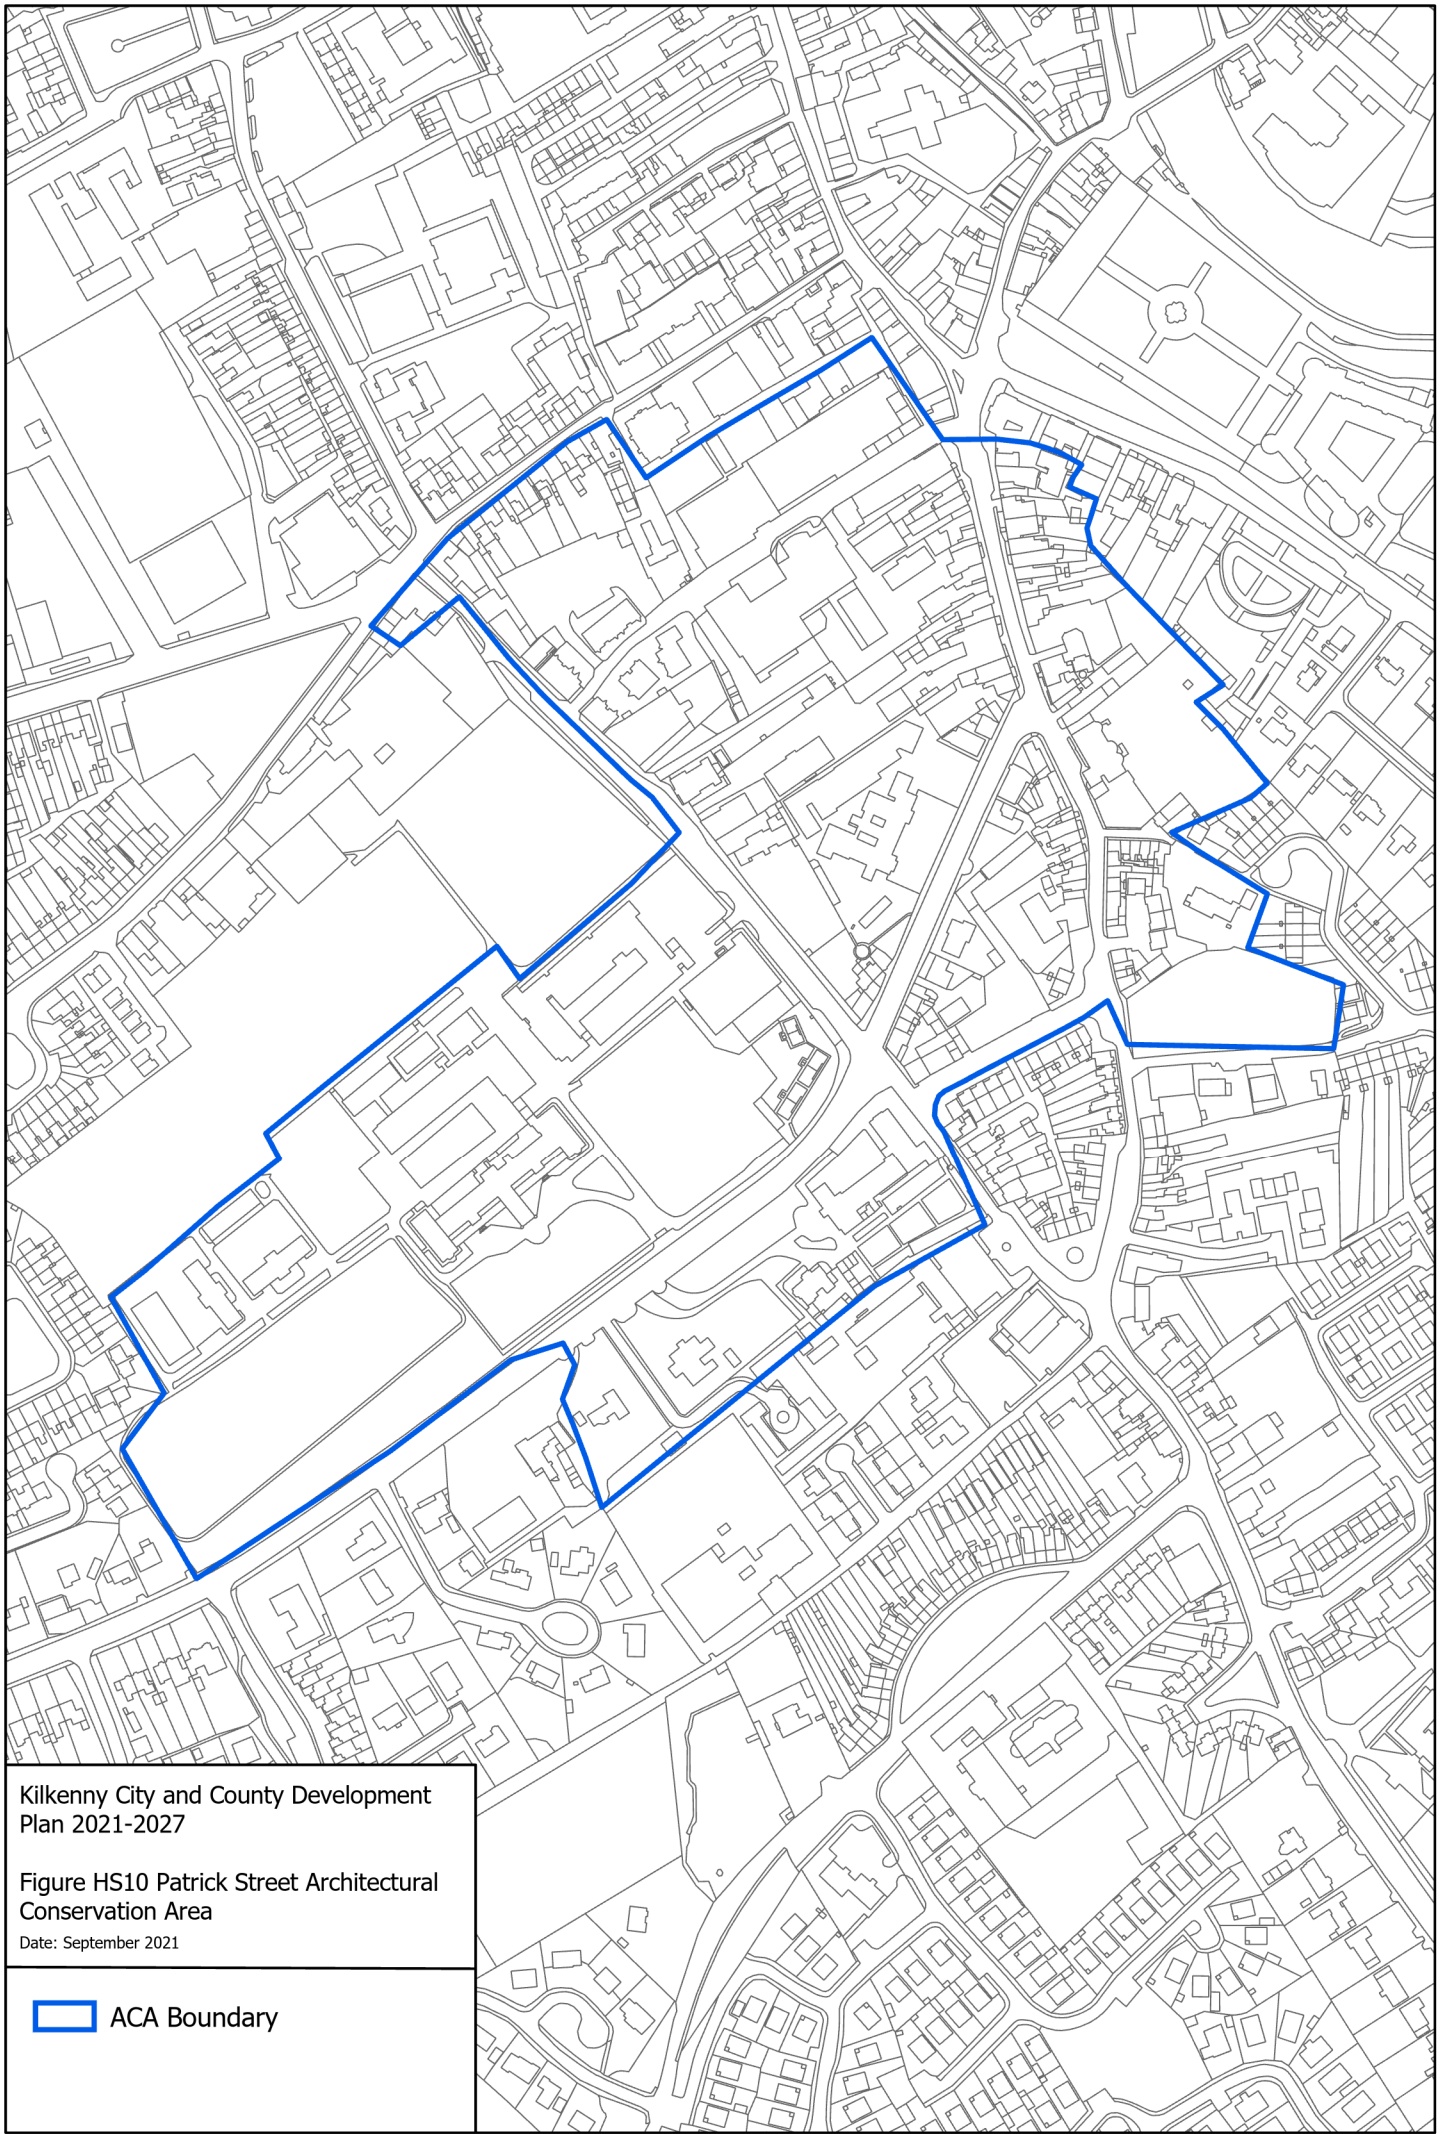 Kilkenny City and County Development
Plan 2021-2027
Figure HS10 Patrick Street Architectural
Conservation Area
Date: September 2021
ACA Boundary